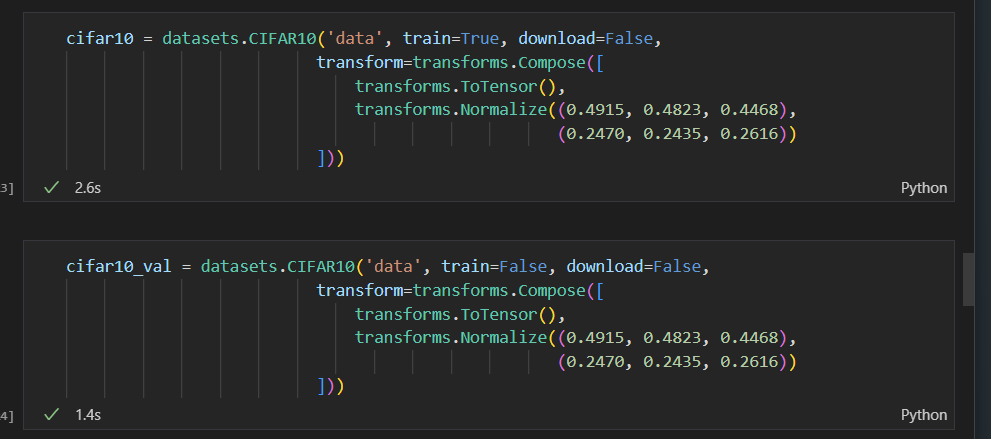 cifar10 = datasets.CIFAR10('data', train=True, download=False,
transform=transforms.Compose([
transforms.ToTensor(),
transforms.Normalize((0.4915, 0.4823, 0.4468),
(0.2470, 0.2435, 0.2616))
]))
3] ✓ 2.6s Python
cifar10_val = datasets.CIFAR10('data', train=False, download=False,
transform=transforms.Compose([
transforms.ToTensor(),
transforms.Normalize((0.4915, 0.4823, 0.4468),
(0.2470, 0.2435, 0.2616))
]))
4] ✓ 1.4s Python